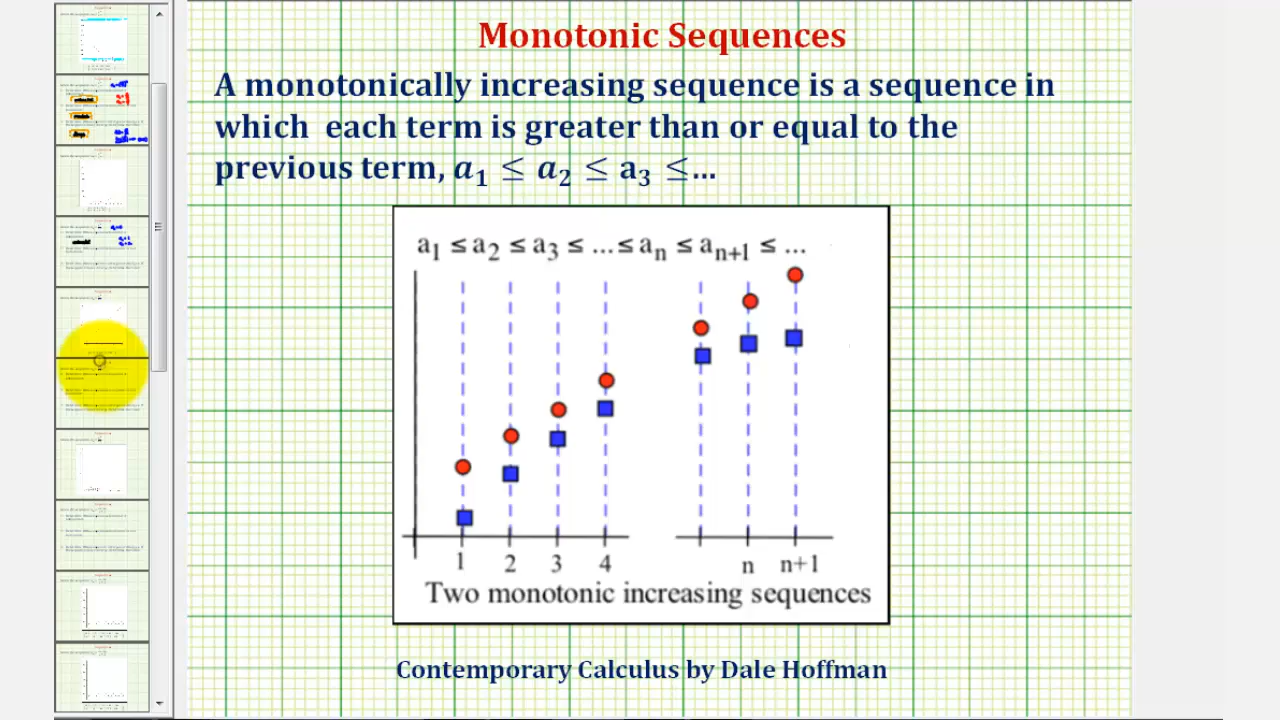 Monotonic Sequences
A monotonically increasing sequence is a sequence in
which each term is greater than or equal to the
previous term, a₁ ≤ a₂ ≤ a₃ ≤...
a₁ ≤ a₂ ≤ a₃ ≤ ...≤ aₙ ≤ aₙ₊₁ ≤ ...
1 2 3 4 n n+1
Two monotonic increasing sequences
Contemporary Calculus by Dale Hoffman